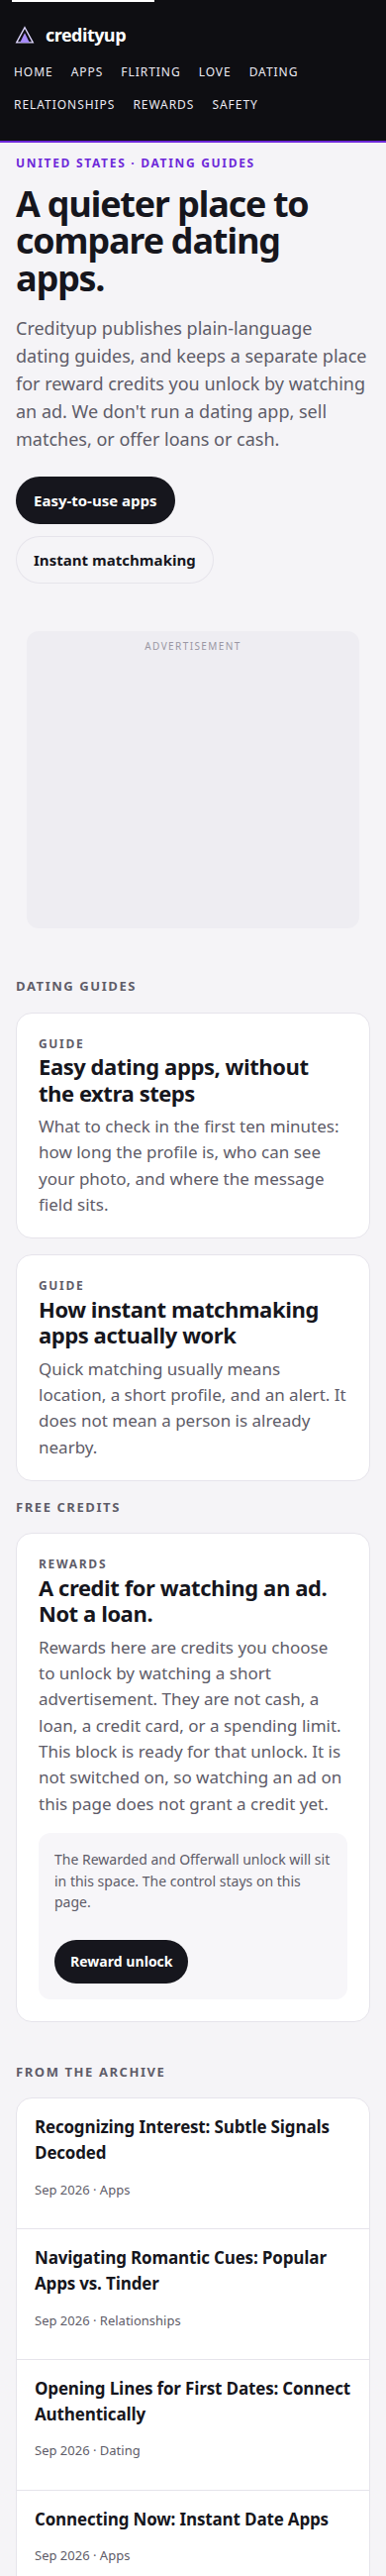 credityup
HOME APPS FLIRTING LOVE DATING
RELATIONSHIPS REWARDS SAFETY
UNITED STATES · DATING GUIDES
A quieter place to
compare dating
apps.
Credityup publishes plain-language
dating guides, and keeps a separate place
for reward credits you unlock by watching
an ad. We don't run a dating app, sell
matches, or offer loans or cash.
Easy-to-use apps
Instant matchmaking
ADVERTISEMENT
DATING GUIDES
GUIDE
Easy dating apps, without
the extra steps
What to check in the first ten minutes:
how long the profile is, who can see
your photo, and where the message
field sits.
GUIDE
How instant matchmaking
apps actually work
Quick matching usually means
location, a short profile, and an alert. It
does not mean a person is already
nearby.
FREE CREDITS
REWARDS
A credit for watching an ad.
Not a loan.
Rewards here are credits you choose
to unlock by watching a short
advertisement. They are not cash, a
loan, a credit card, or a spending limit.
This block is ready for that unlock. It is
not switched on, so watching an ad on
this page does not grant a credit yet.
The Rewarded and Offerwall unlock will sit
in this space. The control stays on this
page.
Reward unlock
FROM THE ARCHIVE
Recognizing Interest: Subtle Signals
Decoded
Sep 2026 · Apps
Navigating Romantic Cues: Popular
Apps vs. Tinder
Sep 2026 · Relationships
Opening Lines for First Dates: Connect
Authentically
Sep 2026 · Dating
Connecting Now: Instant Date Apps
Sep 2026 · Apps